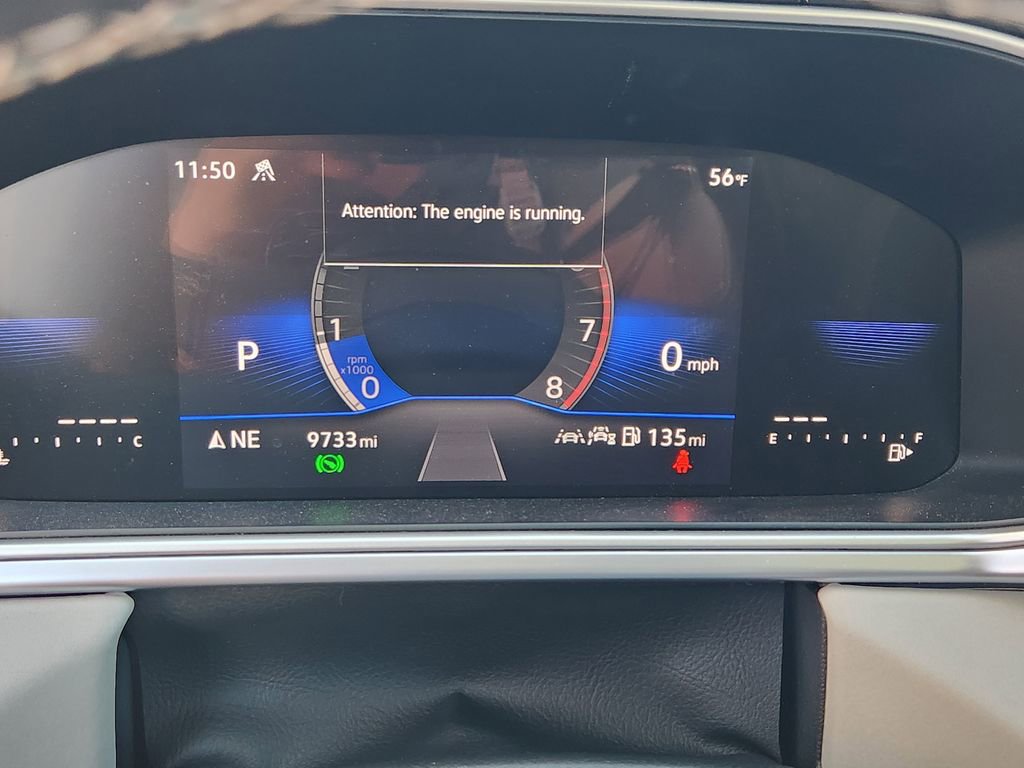 11:50
56°F
Attention: The engine is running.
1
7
rpm
x1000
0
8
P
0 mph
NE
9733 mi
135 mi
C
E
F